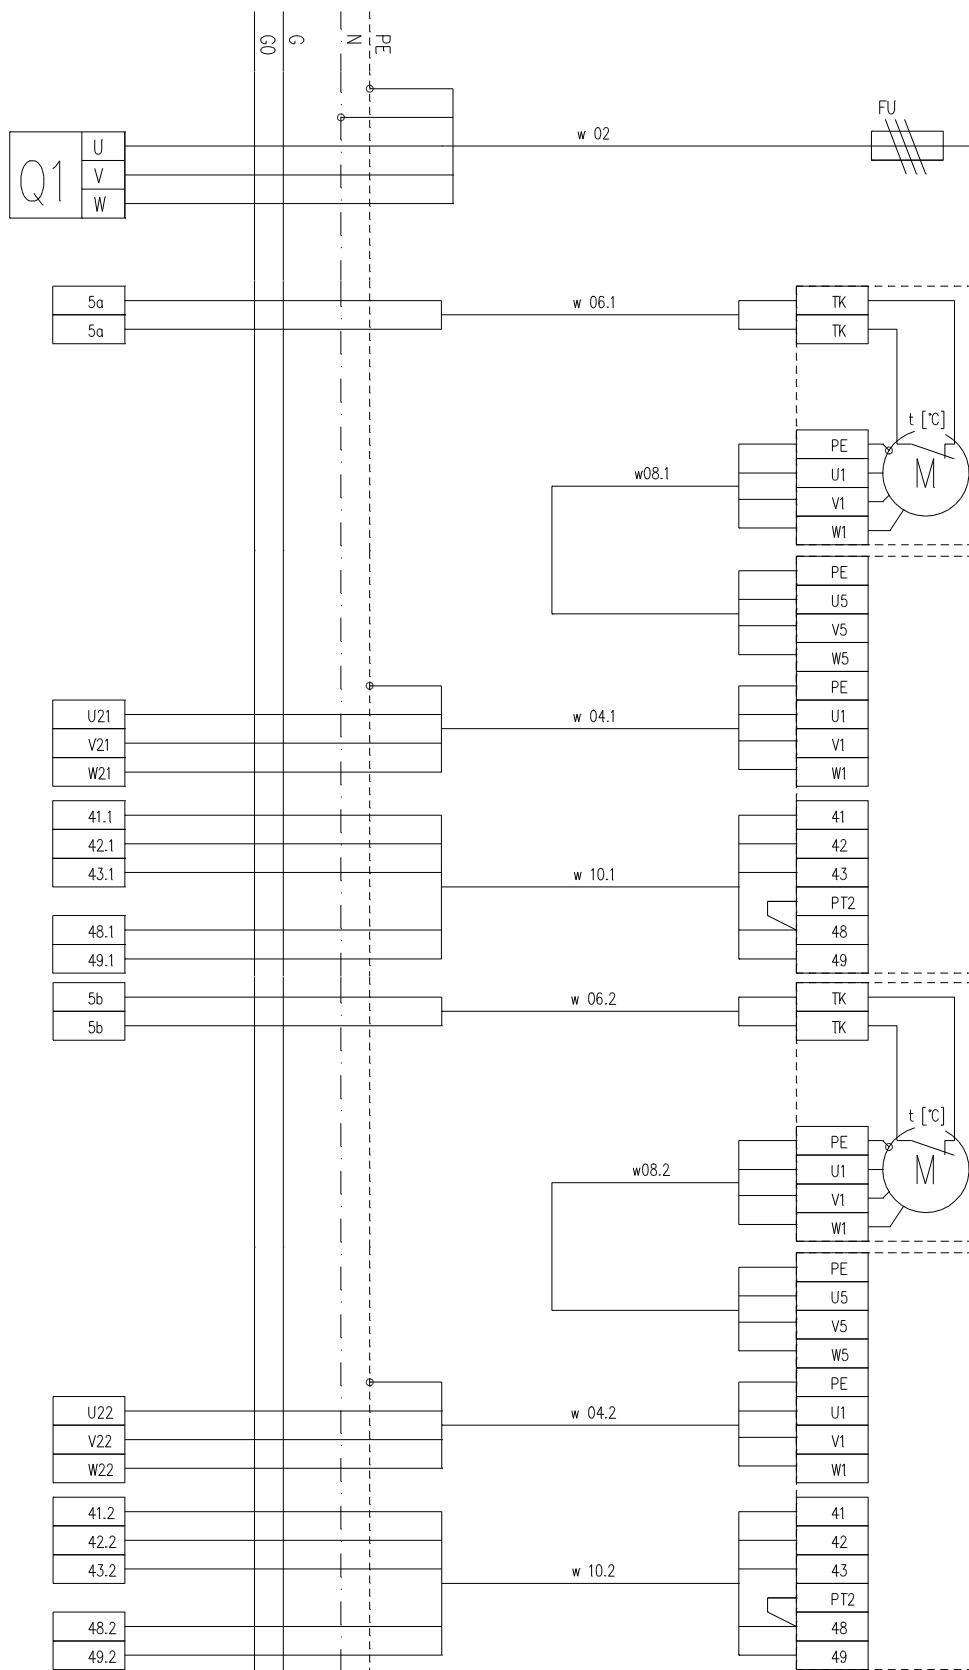 G0 G N PE
FU
w 02
Q1
U
V
W
5a w 06.1 TK
5a TK
t [°C]
PE
w08.1 U1 M
V1
W1
PE
U5
V5
W5
PE
U21 w 04.1 U1
V21 V1
W21 W1
41.1 41
42.1 42
43.1 w 10.1 43
PT2
48.1 48
49.1 49
5b w 06.2 TK
5b TK
t [°C]
PE
w08.2 U1 M
V1
W1
PE
U5
V5
W5
PE
U22 w 04.2 U1
V22 V1
W22 W1
41.2 41
42.2 42
43.2 w 10.2 43
PT2
48.2 48
49.2 49